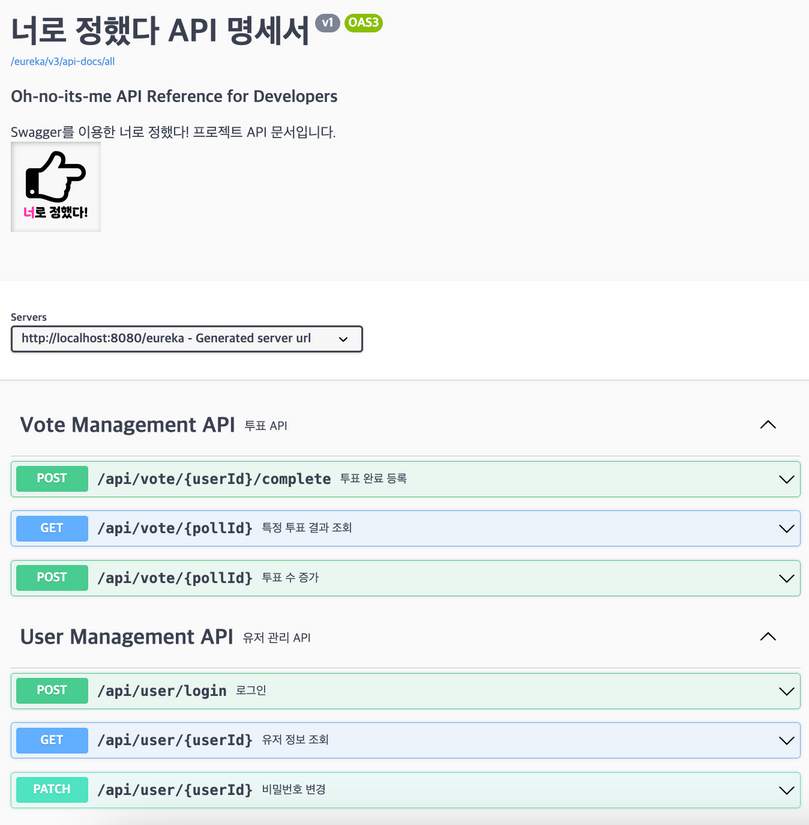 너로 정했다 API 명세서 v1 OAS3
/eureka/v3/api-docs/all
Oh-no-its-me API Reference for Developers
Swagger를 이용한 너로 정했다! 프로젝트 API 문서입니다.
너로 정했다!
Servers
http://localhost:8080/eureka - Generated server url
Vote Management API 투표 API
POST /api/vote/{userId}/complete 투표 완료 등록
GET /api/vote/{pollId} 특정 투표 결과 조회
POST /api/vote/{pollId} 투표 수 증가
User Management API 유저 관리 API
POST /api/user/login 로그인
GET /api/user/{userId} 유저 정보 조회
PATCH /api/user/{userId} 비밀번호 변경